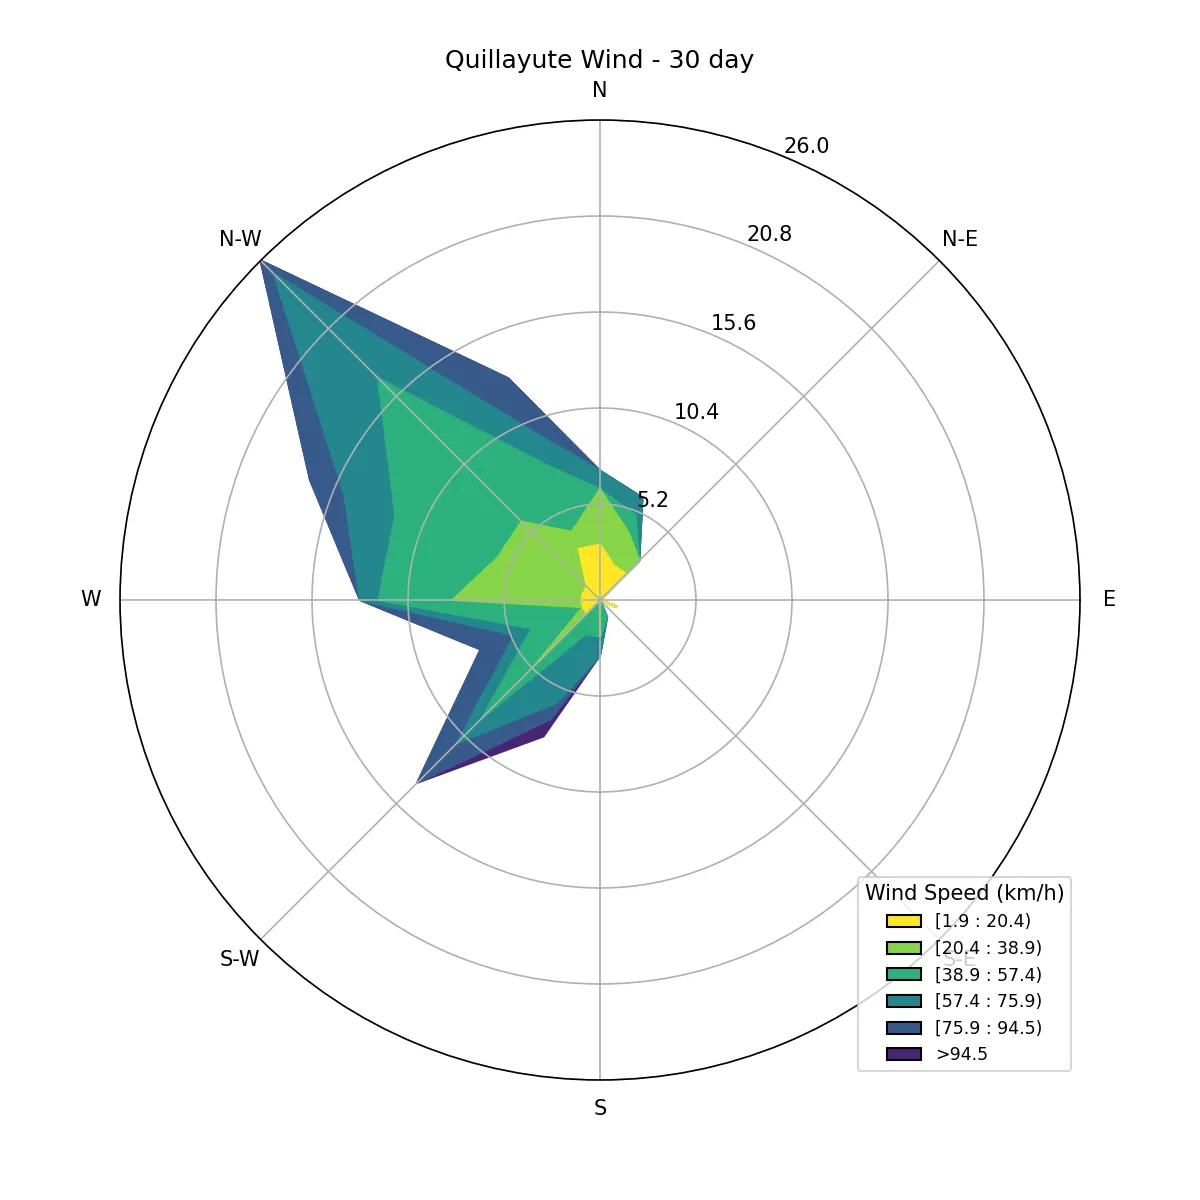 Quillayute Wind - 30 day
N
26.0
N-W
N-E
20.8
15.6
10.4
5.2
W
E
S-W
S-E
S
Wind Speed (km/h)
[1.9 : 20.4)
[20.4 : 38.9)
[38.9 : 57.4)
[57.4 : 75.9)
[75.9 : 94.5)
>94.5